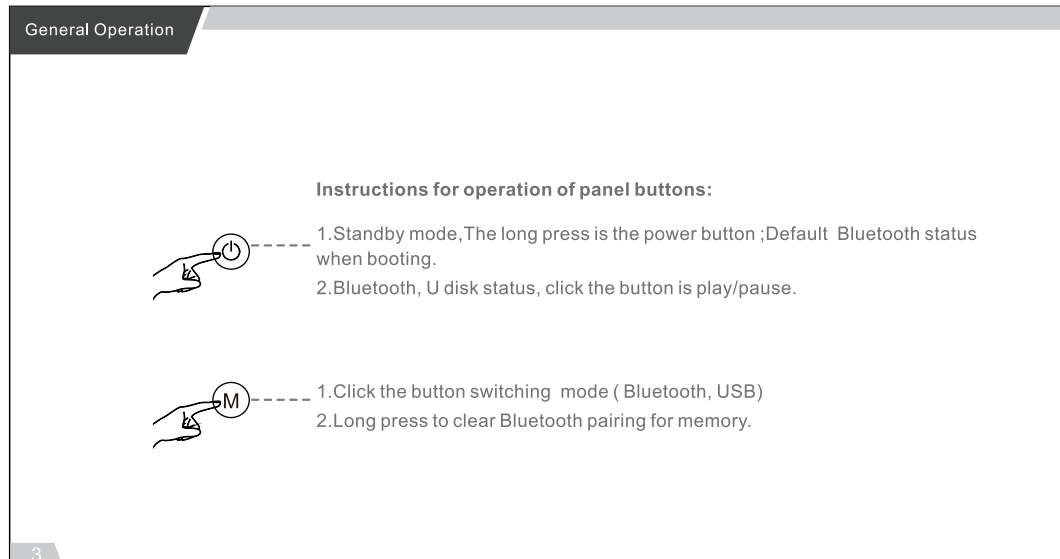 General Operation
Instructions for operation of panel buttons:
1.Standby mode,The long press is the power button ;Default Bluetooth status
when booting.
2.Bluetooth, U disk status, click the button is play/pause.
M
1.Click the button switching mode ( Bluetooth, USB)
2.Long press to clear Bluetooth pairing for memory.
3